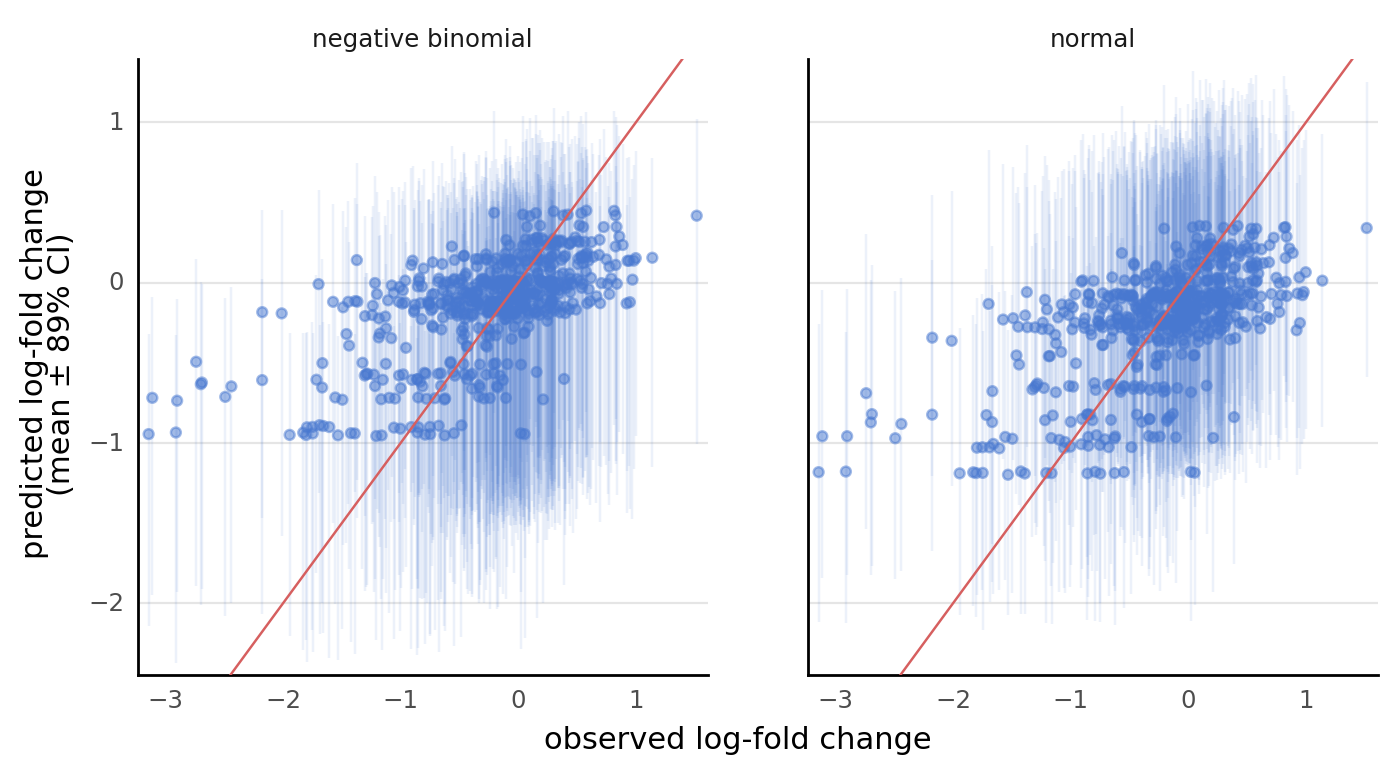 negative binomial
normal
predicted log-fold change
(mean ± 89% CI)
1
0
−1
−2
−3
−2
−1
0
1
−3
−2
−1
0
1
observed log-fold change